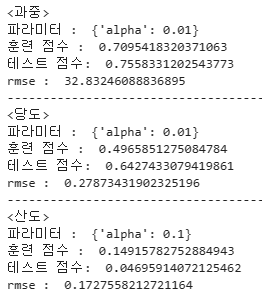 <과중>
파라미터 :  {'alpha': 0.01}
훈련 점수 :  0.7095418320371063
테스트 점수:  0.7558331202543773
rmse :  32.83246088836895
------------------------------------
<당도>
파라미터 :  {'alpha': 0.01}
훈련 점수 :  0.4965851275084784
테스트 점수:  0.6427433079419861
rmse :  0.27873431902325196
------------------------------------
<산도>
파라미터 :  {'alpha': 0.1}
훈련 점수 :  0.14915782752884943
테스트 점수:  0.04695914072125462
rmse :  0.1727558212721164